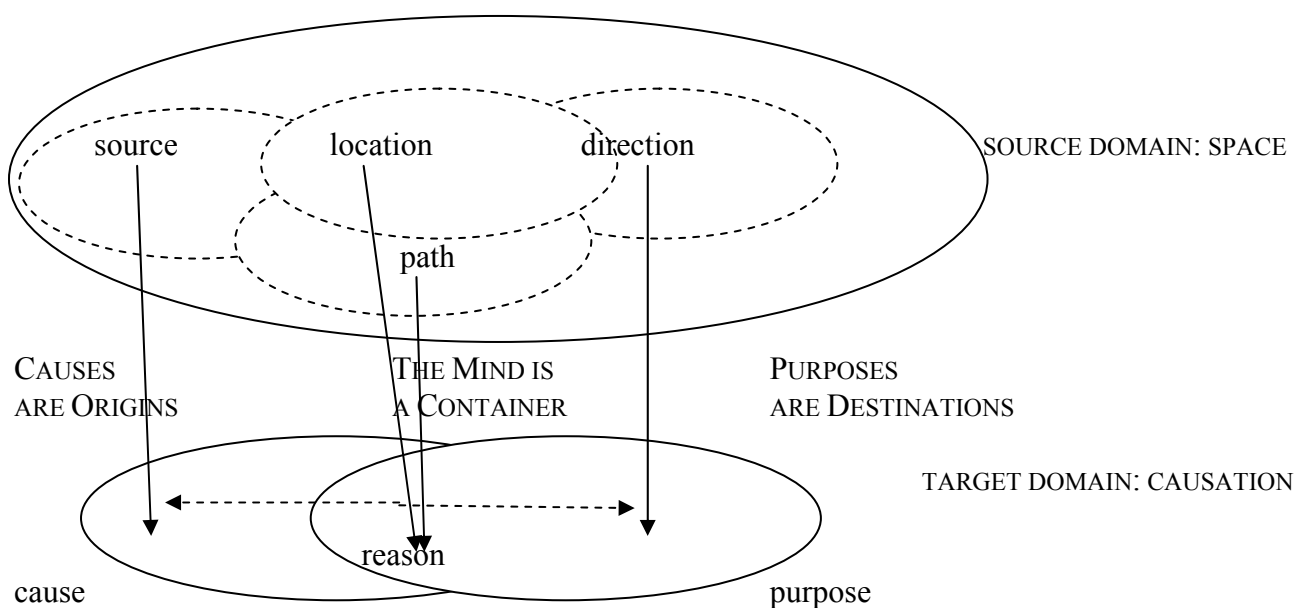 source location direction SOURCE DOMAIN: SPACE
path
CAUSES THE MIND IS PURPOSES
ARE ORIGINS A CONTAINER ARE DESTINATIONS
TARGET DOMAIN: CAUSATION
reason
cause purpose